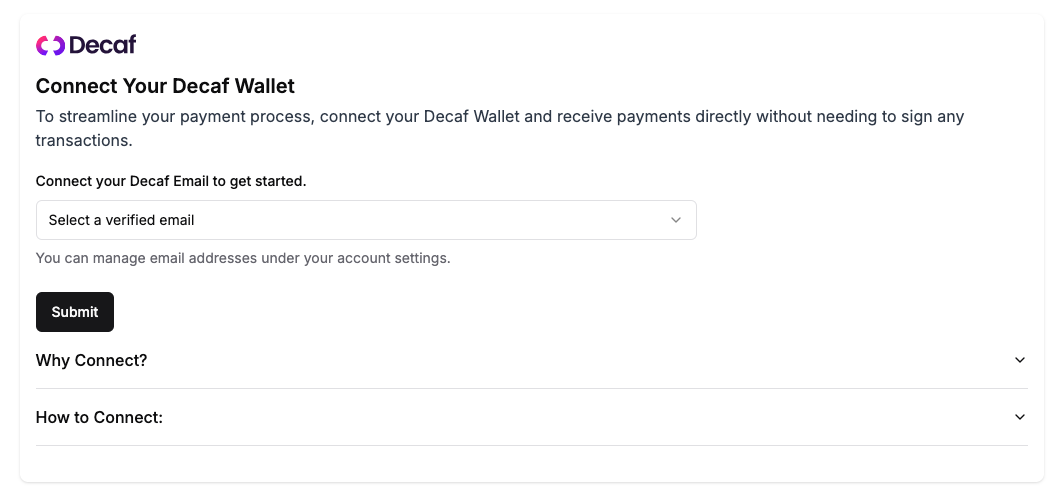 Decaf
Connect Your Decaf Wallet
To streamline your payment process, connect your Decaf Wallet and receive payments directly without needing to sign any
transactions.
Connect your Decaf Email to get started.
Select a verified email
You can manage email addresses under your account settings.
Submit
Why Connect?
How to Connect: